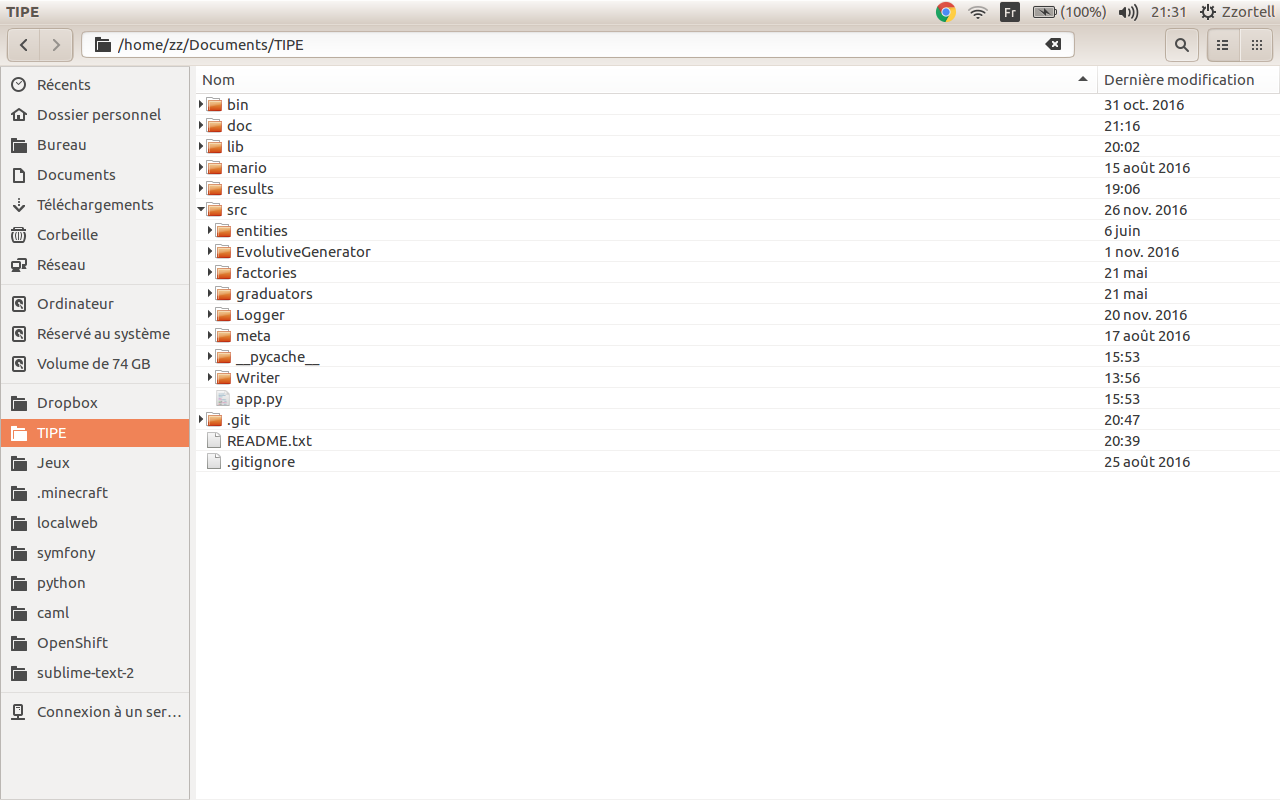 TIPE
Fr (100%) 21:31 Zzortell
/home/zz/Documents/TIPE
Récents
Dossier personnel
Bureau
Documents
Téléchargements
Corbeille
Réseau
Ordinateur
Réservé au système
Volume de 74 GB
Dropbox
TIPE
Jeux
.minecraft
localweb
symfony
python
caml
OpenShift
sublime-text-2
Connexion à un ser…
Nom Dernière modification
bin 31 oct. 2016
doc 21:16
lib 20:02
mario 15 août 2016
results 19:06
src 26 nov. 2016
entities 6 juin
EvolutiveGenerator 1 nov. 2016
factories 21 mai
graduators 21 mai
Logger 20 nov. 2016
meta 17 août 2016
__pycache__ 15:53
Writer 13:56
app.py 15:53
.git 20:47
README.txt 20:39
.gitignore 25 août 2016